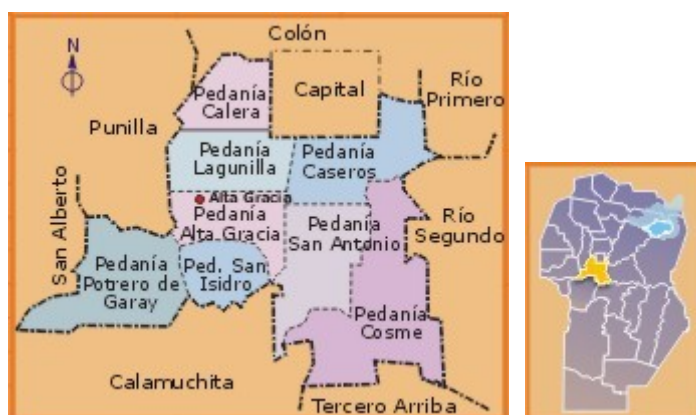 Colón
N
Pedanía
Calera
Capital
Río
Primero
Punilla
Pedanía
Lagunilla
Pedanía
Caseros
Alta Gracia
Pedanía
Alta Gracia
Pedanía
San Antonio
Río
Segundo
San Alberto
Pedanía
Potrero de
Garay
Ped. San
Isidro
Pedanía
Cosme
Calamuchita
Tercero Arriba